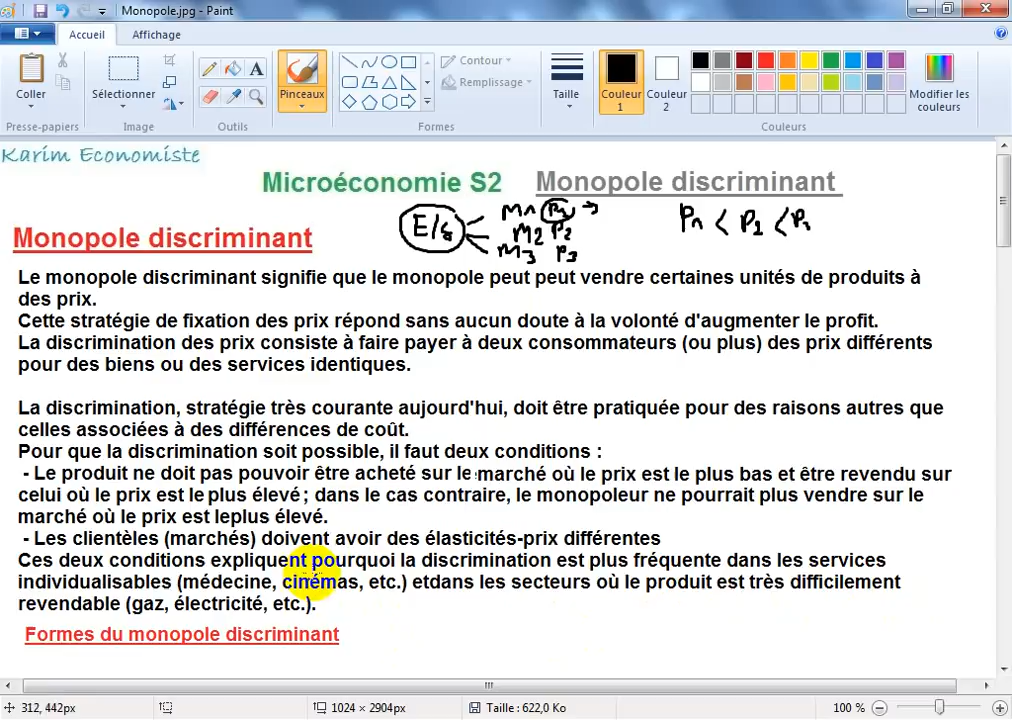 Monopole.jpg - Paint
Accueil
Affichage
Coller
Sélectionner
Pinceaux
Contour
Remplissage
Taille
Couleur 1
Couleur 2
Modifier les couleurs
Presse-papiers
Image
Outils
Formes
Couleurs
Karim Economiste
Microéconomie S2 Monopole discriminant
M1 P1
M2 P2
M3 P3
P1 < P2 < P3
Monopole discriminant
Le monopole discriminant signifie que le monopole peut peut vendre certaines unités de produits à
des prix.
Cette stratégie de fixation des prix répond sans aucun doute à la volonté d'augmenter le profit.
La discrimination des prix consiste à faire payer à deux consommateurs (ou plus) des prix différents
pour des biens ou des services identiques.
La discrimination, stratégie très courante aujourd'hui, doit être pratiquée pour des raisons autres que
celles associées à des différences de coût.
Pour que la discrimination soit possible, il faut deux conditions :
- Le produit ne doit pas pouvoir être acheté sur le marché où le prix est le plus bas et être revendu sur
celui où le prix est le plus élevé ; dans le cas contraire, le monopoleur ne pourrait plus vendre sur le
marché où le prix est leplus élevé.
- Les clientèles (marchés) doivent avoir des élasticités-prix différentes
Ces deux conditions expliquent pourquoi la discrimination est plus fréquente dans les services
individualisables (médecine, cinémas, etc.) etdans les secteurs où le produit est très difficilement
revendable (gaz, électricité, etc.).
Formes du monopole discriminant
312, 442px
1024 × 2904px
Taille : 622,0 Ko
100 %